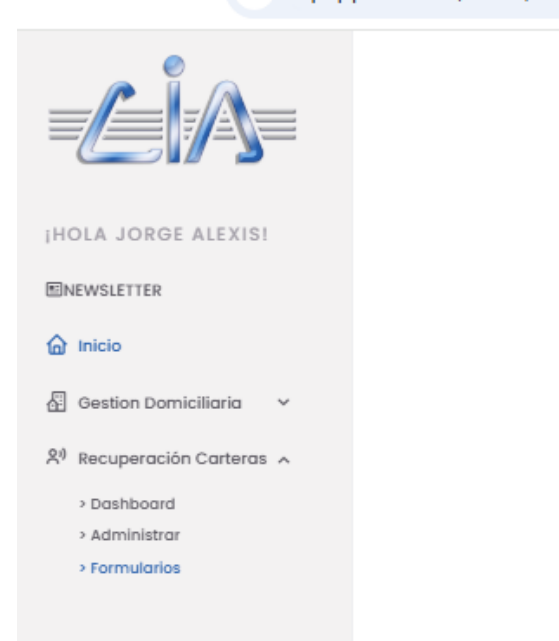 CIA
¡HOLA JORGE ALEXIS!
NEWSLETTER
Inicio
Gestion Domiciliaria
Recuperación Carteras
> Dashboard
> Administrar
> Formularios